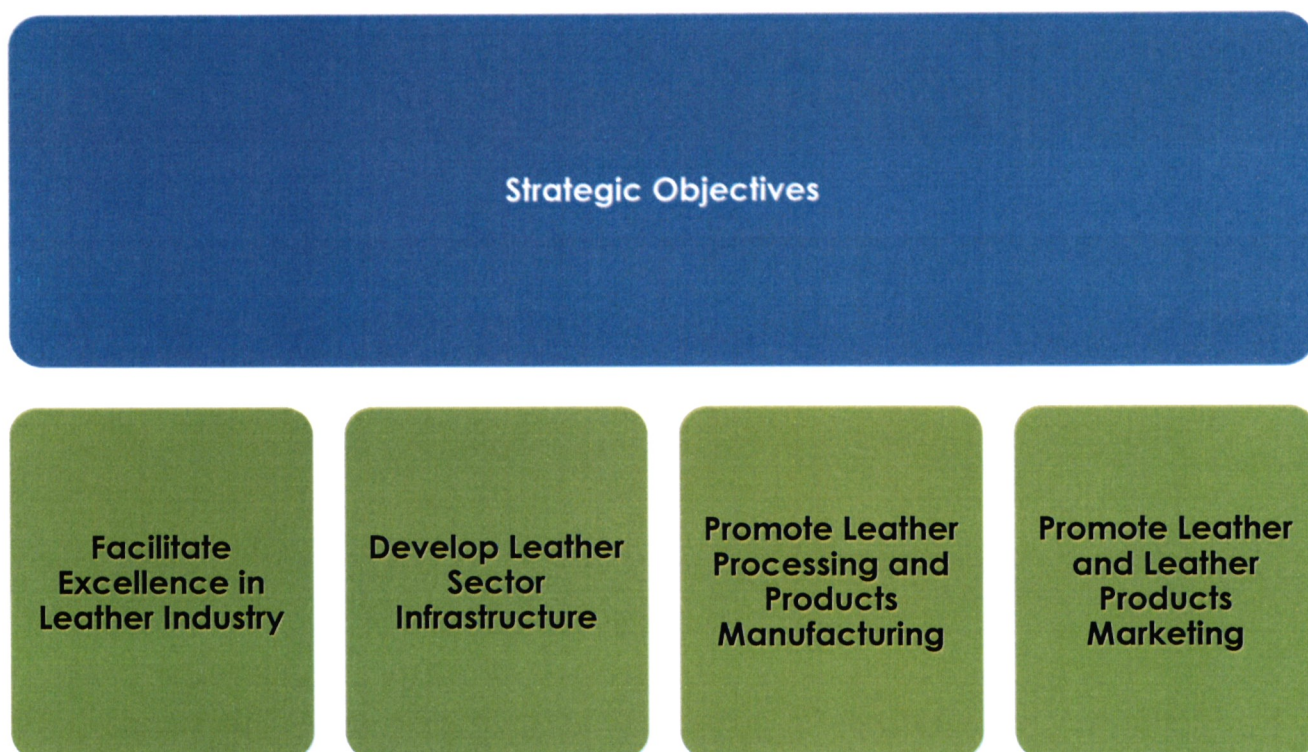 Strategic Objectives
Facilitate
Excellence in
Leather Industry
Develop Leather
Sector
Infrastructure
Promote Leather
Processing and
Products
Manufacturing
Promote Leather
and Leather
Products
Marketing